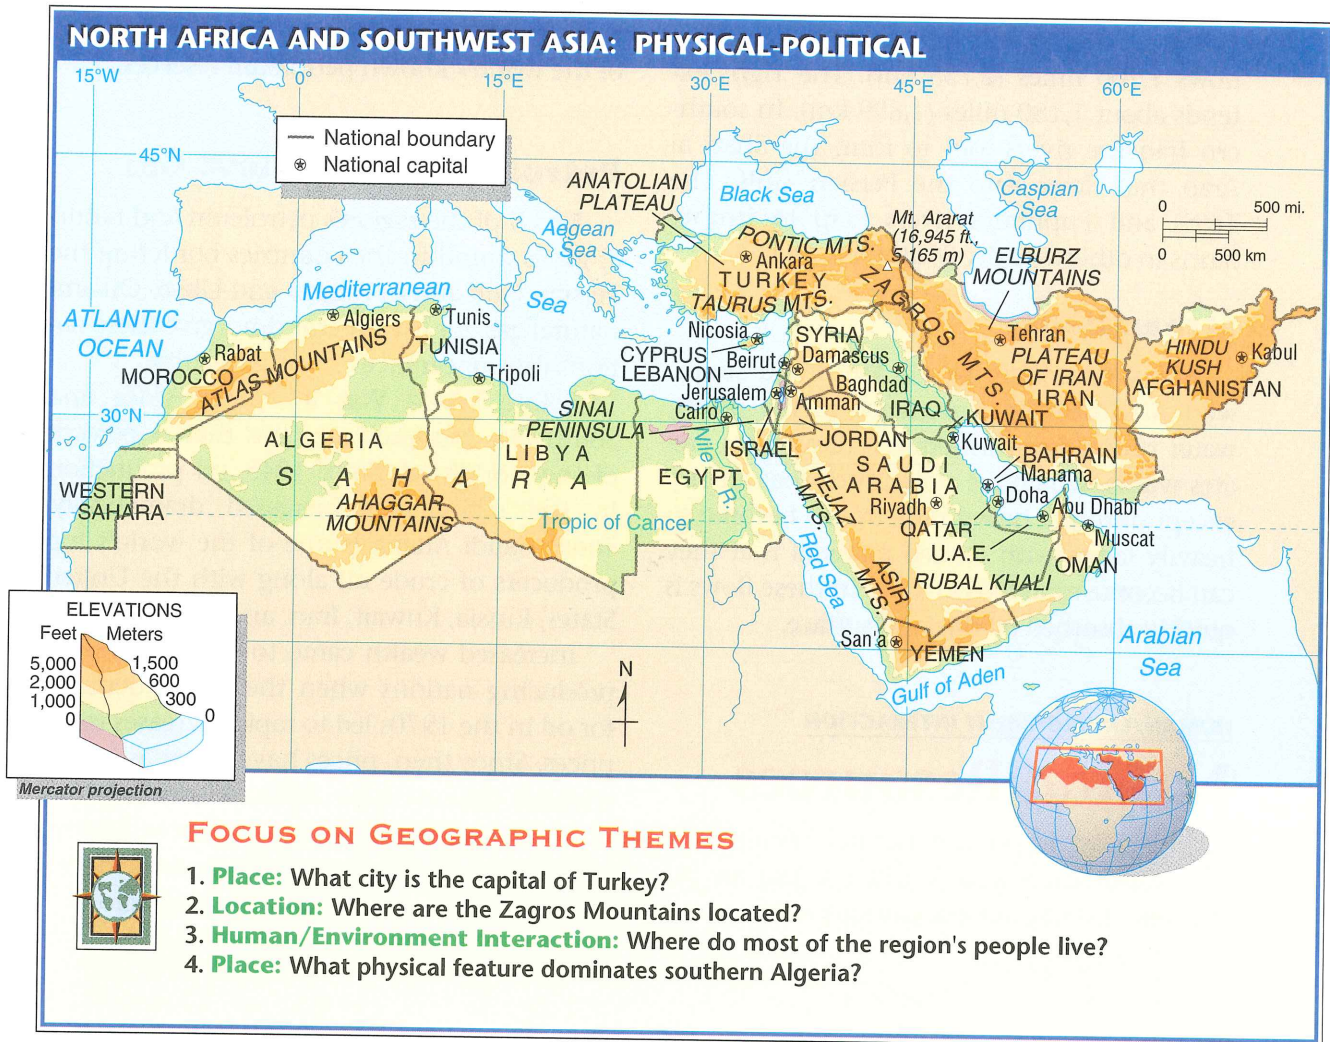 NORTH AFRICA AND SOUTHWEST ASIA: PHYSICAL-POLITICAL
15°W
0°
15°E
30°E
45°E
60°E
National boundary
National capital
45°N
30°N
ANATOLIAN
PLATEAU
Black Sea
Caspian
Sea
0 500 mi.
0 500 km
Mt. Ararat
(16,945 ft.,
5,165 m)
Aegean
Sea
PONTIC MTS.
Ankara
TURKEY
TAURUS MTS.
ELBURZ
MOUNTAINS
ZAGROS MTS.
Mediterranean
Sea
ATLANTIC
OCEAN
Algiers
Tunis
TUNISIA
Rabat
MOROCCO
ATLAS MOUNTAINS
Tripoli
Nicosia
CYPRUS
LEBANON
Beirut
SYRIA
Damascus
Baghdad
Jerusalem
Cairo
Amman
IRAQ
Tehran
PLATEAU
OF IRAN
IRAN
HINDU
KUSH
Kabul
AFGHANISTAN
KUWAIT
Kuwait
SINAI
PENINSULA
ISRAEL
JORDAN
ALGERIA
LIBYA
EGYPT
Nile R.
SAHARA
AHAGGAR
MOUNTAINS
WESTERN
SAHARA
Tropic of Cancer
SAUDI
ARABIA
Riyadh
HEJAZ
MTS.
Red Sea
ASIR
MTS.
BAHRAIN
Manama
Doha
QATAR
Abu Dhabi
U.A.E.
Muscat
OMAN
RUBAL KHALI
San'a
YEMEN
Gulf of Aden
Arabian
Sea
N
ELEVATIONS
Feet Meters
5,000 1,500
2,000 600
1,000 300
0 0
Mercator projection
FOCUS ON GEOGRAPHIC THEMES
1. Place: What city is the capital of Turkey?
2. Location: Where are the Zagros Mountains located?
3. Human/Environment Interaction: Where do most of the region's people live?
4. Place: What physical feature dominates southern Algeria?